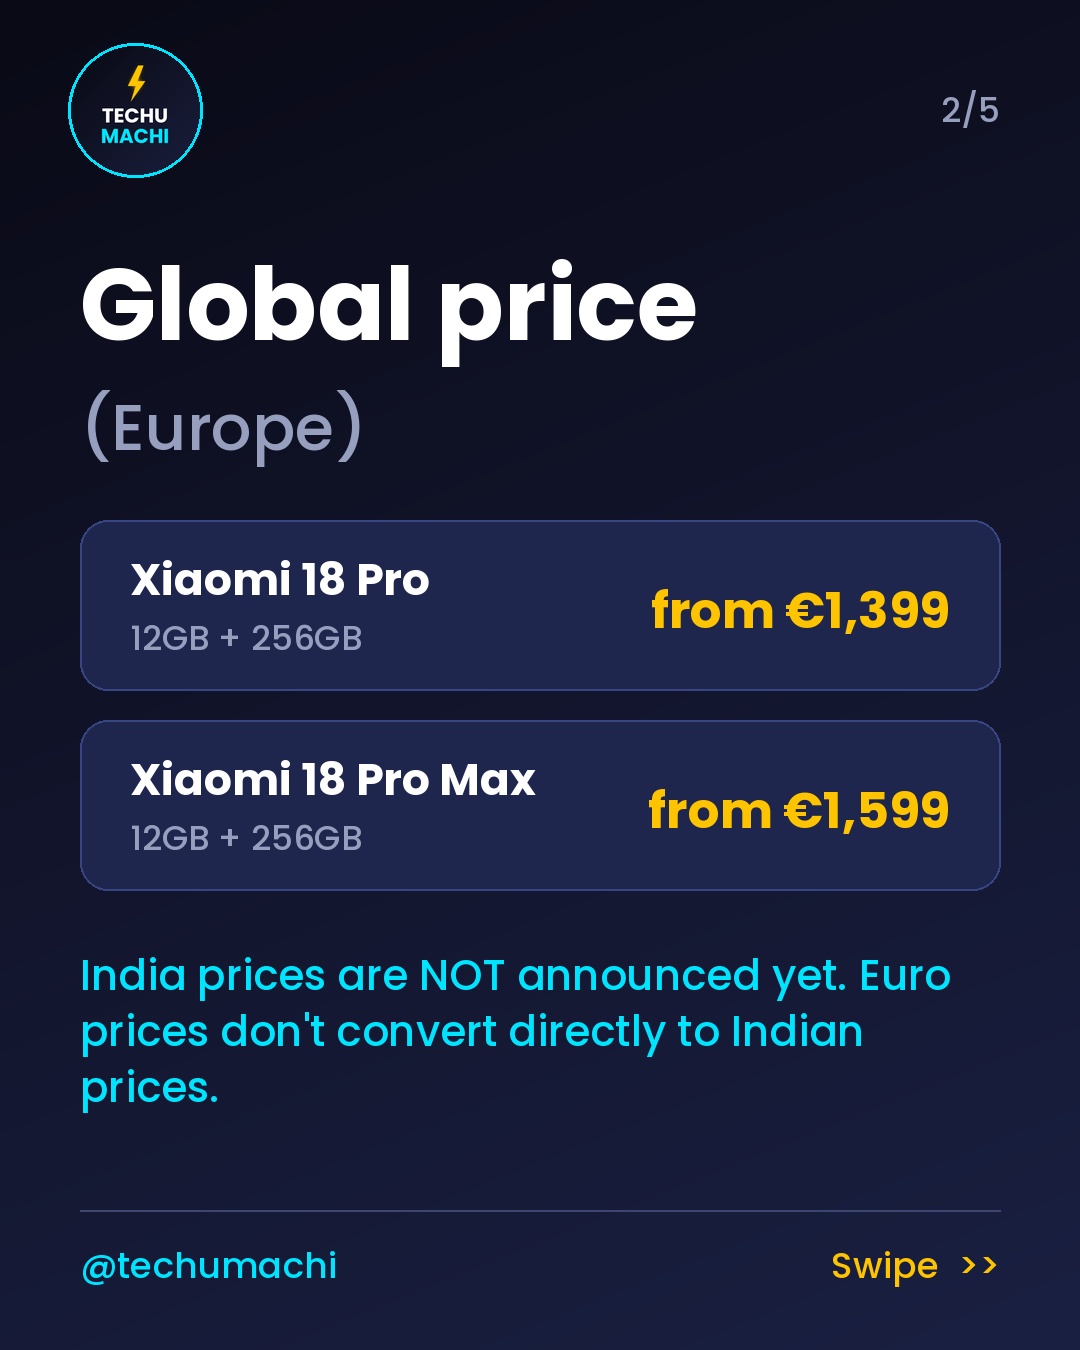 TECHU
MACHI
2/5
Global price
(Europe)
Xiaomi 18 Pro
12GB + 256GB
from €1,399
Xiaomi 18 Pro Max
12GB + 256GB
from €1,599
India prices are NOT announced yet. Euro
prices don't convert directly to Indian
prices.
@techumachi
Swipe >>